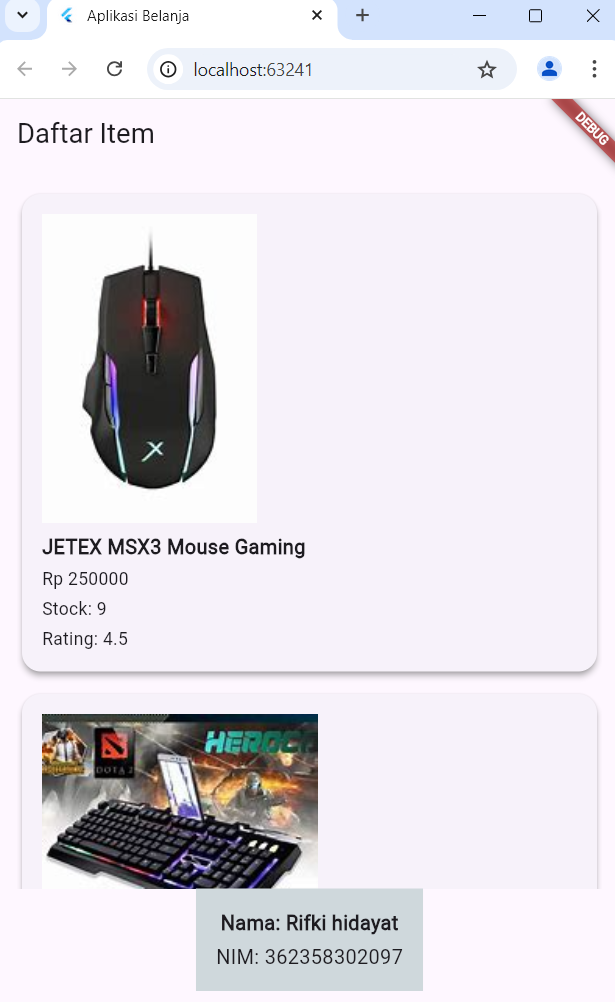 Aplikasi Belanja
localhost:63241
Daftar Item
DEBUG
X
JETEX MSX3 Mouse Gaming
Rp 250000
Stock: 9
Rating: 4.5
HEROC
DOTA 2
Nama: Rifki hidayat
NIM: 362358302097